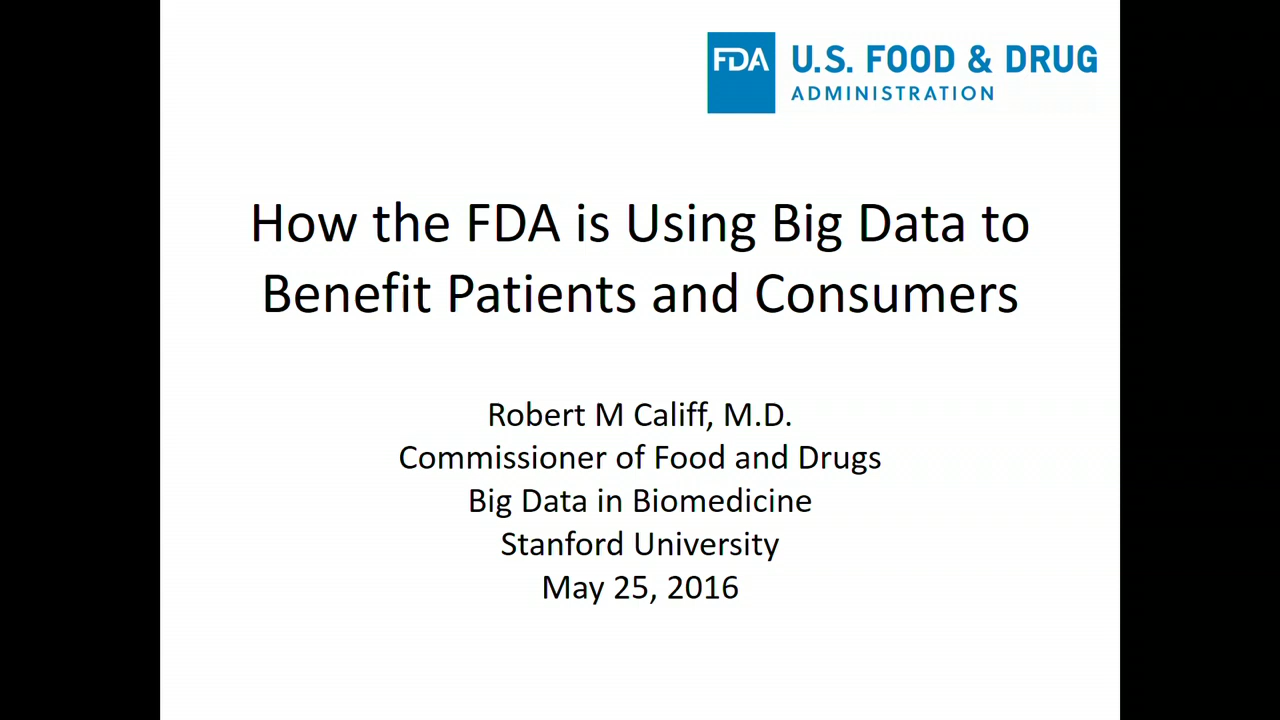 FDA U.S. FOOD & DRUG
ADMINISTRATION
How the FDA is Using Big Data to
Benefit Patients and Consumers
Robert M Califf, M.D.
Commissioner of Food and Drugs
Big Data in Biomedicine
Stanford University
May 25, 2016